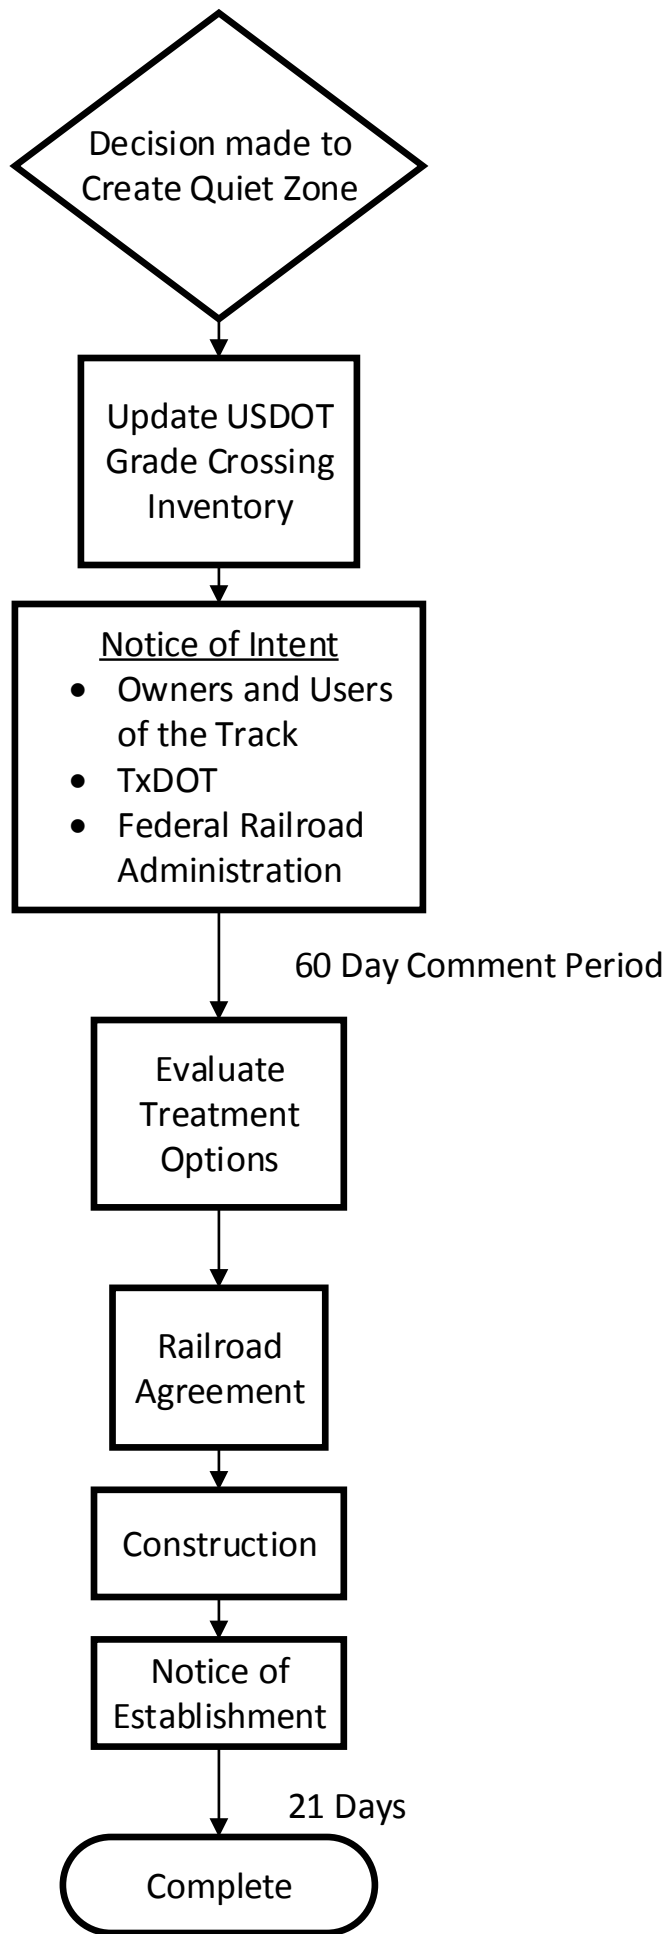 Decision made to
Create Quiet Zone
Update USDOT
Grade Crossing
Inventory
Notice of Intent
• Owners and Users
of the Track
• TxDOT
• Federal Railroad
Administration
60 Day Comment Period
Evaluate
Treatment
Options
Railroad
Agreement
Construction
Notice of
Establishment
21 Days
Complete